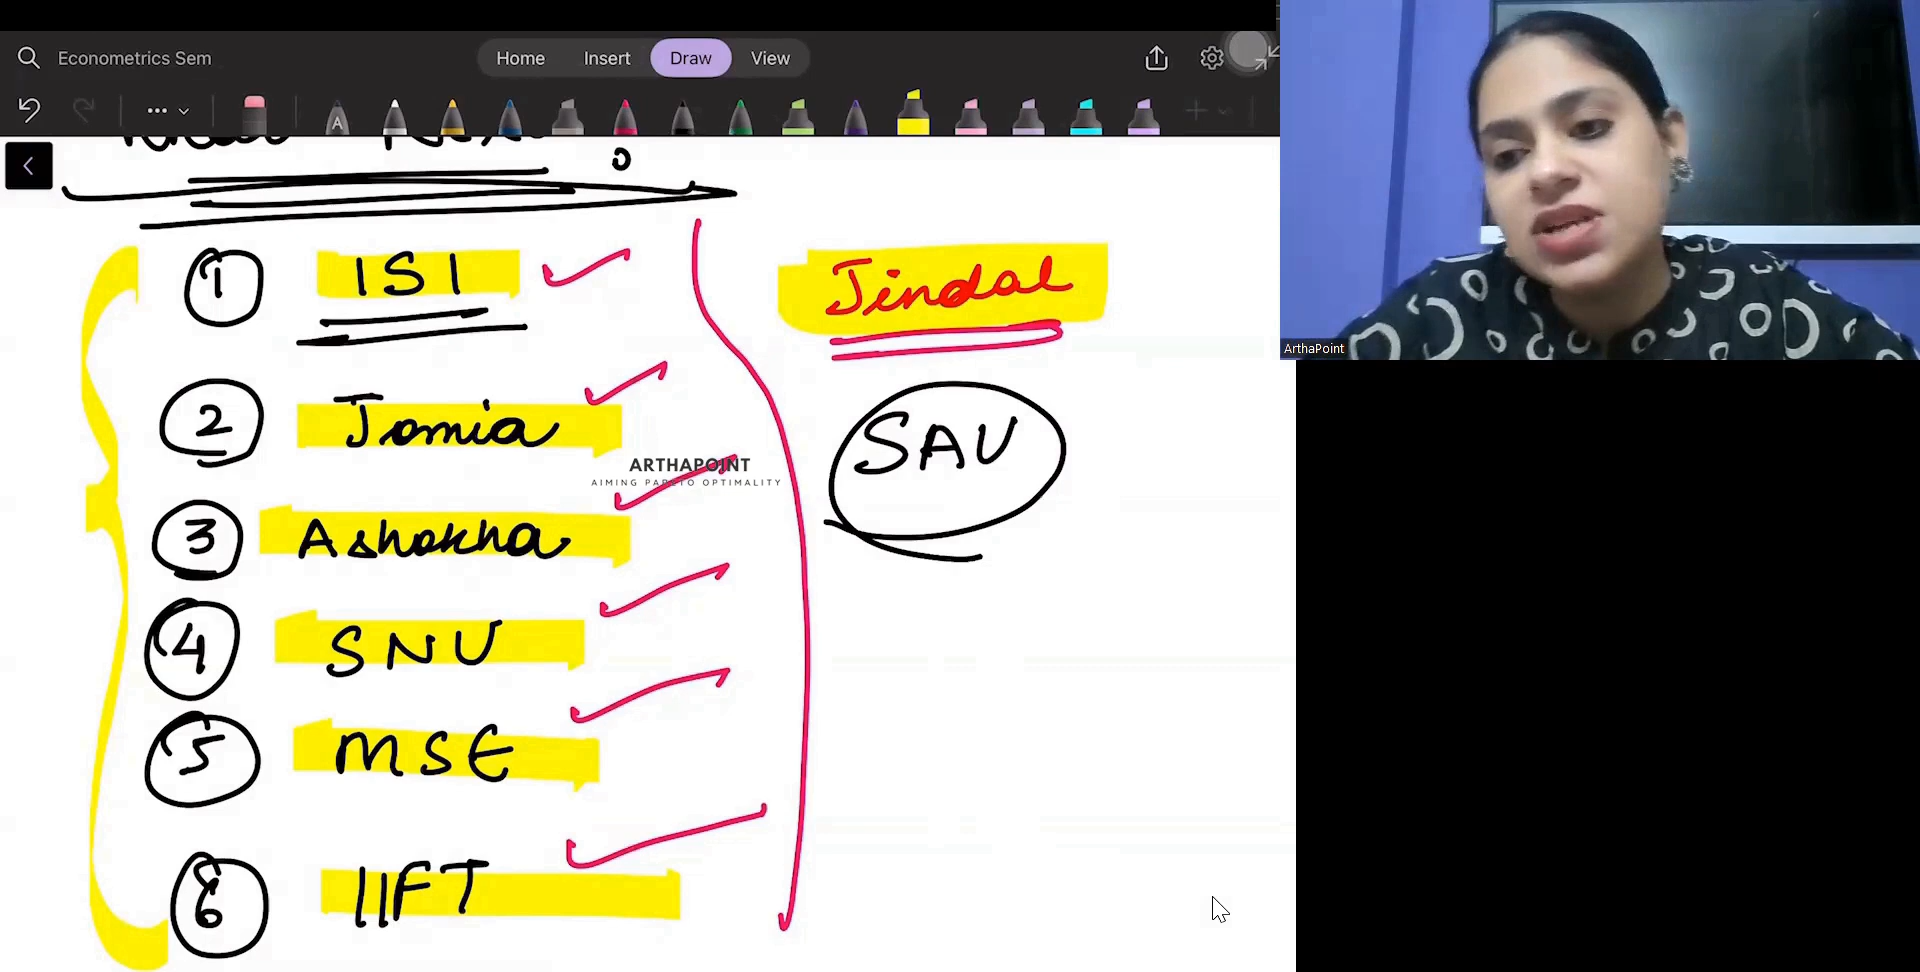 Econometrics Sem
Home Insert Draw View
A
1 ISI
2 Jamia
3 Ashokha
4 SNU
5 MSE
6 IIFT
Jindal
SAU
ARTHAPOINT
AIMING PARETO OPTIMALITY
ArthaPoint